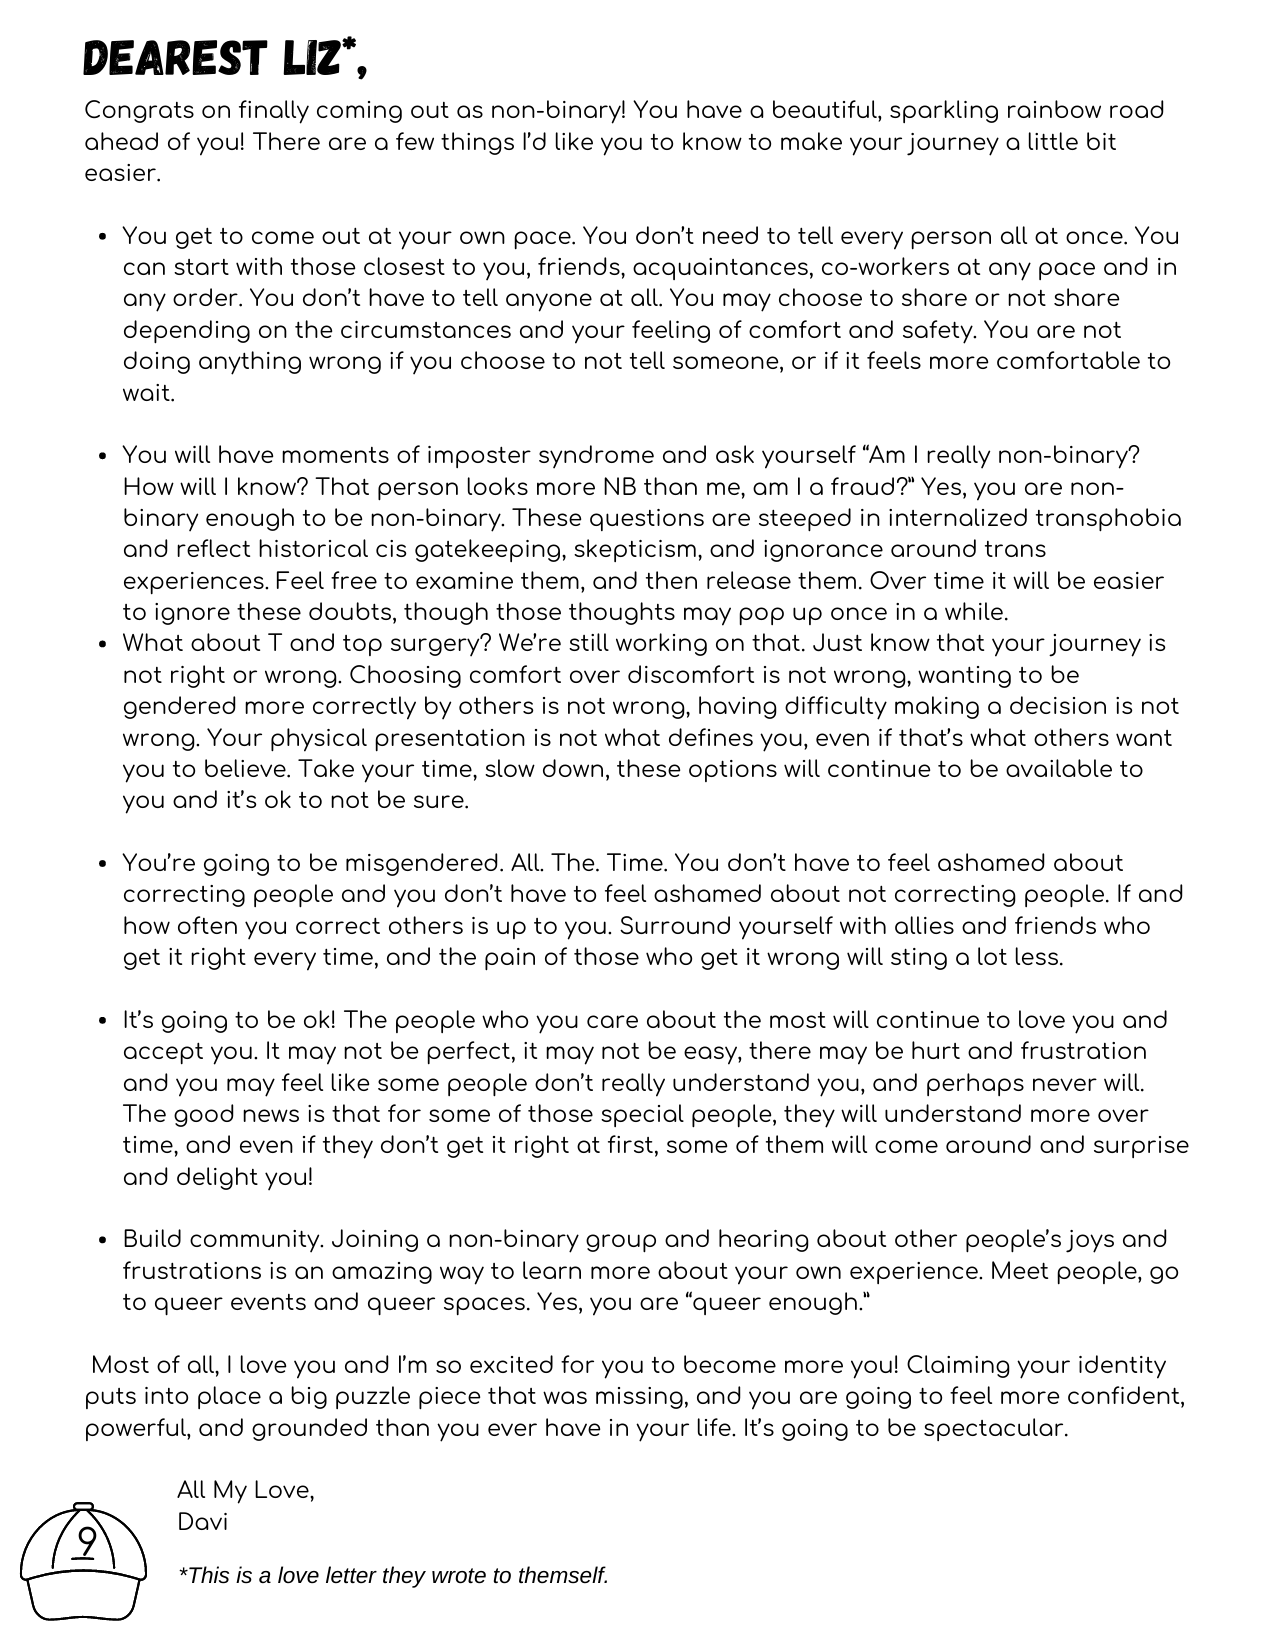 DEAREST LIZ*,
Congrats on finally coming out as non-binary! You have a beautiful, sparkling rainbow road
ahead of you! There are a few things I’d like you to know to make your journey a little bit
easier.
• You get to come out at your own pace. You don’t need to tell every person all at once. You
can start with those closest to you, friends, acquaintances, co-workers at any pace and in
any order. You don’t have to tell anyone at all. You may choose to share or not share
depending on the circumstances and your feeling of comfort and safety. You are not
doing anything wrong if you choose to not tell someone, or if it feels more comfortable to
wait.
• You will have moments of imposter syndrome and ask yourself “Am I really non-binary?
How will I know? That person looks more NB than me, am I a fraud?” Yes, you are non-
binary enough to be non-binary. These questions are steeped in internalized transphobia
and reflect historical cis gatekeeping, skepticism, and ignorance around trans
experiences. Feel free to examine them, and then release them. Over time it will be easier
to ignore these doubts, though those thoughts may pop up once in a while.
• What about T and top surgery? We’re still working on that. Just know that your journey is
not right or wrong. Choosing comfort over discomfort is not wrong, wanting to be
gendered more correctly by others is not wrong, having difficulty making a decision is not
wrong. Your physical presentation is not what defines you, even if that’s what others want
you to believe. Take your time, slow down, these options will continue to be available to
you and it’s ok to not be sure.
• You’re going to be misgendered. All. The. Time. You don’t have to feel ashamed about
correcting people and you don’t have to feel ashamed about not correcting people. If and
how often you correct others is up to you. Surround yourself with allies and friends who
get it right every time, and the pain of those who get it wrong will sting a lot less.
• It’s going to be ok! The people who you care about the most will continue to love you and
accept you. It may not be perfect, it may not be easy, there may be hurt and frustration
and you may feel like some people don’t really understand you, and perhaps never will.
The good news is that for some of those special people, they will understand more over
time, and even if they don’t get it right at first, some of them will come around and surprise
and delight you!
• Build community. Joining a non-binary group and hearing about other people’s joys and
frustrations is an amazing way to learn more about your own experience. Meet people, go
to queer events and queer spaces. Yes, you are “queer enough.”
Most of all, I love you and I’m so excited for you to become more you! Claiming your identity
puts into place a big puzzle piece that was missing, and you are going to feel more confident,
powerful, and grounded than you ever have in your life. It’s going to be spectacular.
All My Love,
Davi
9
*This is a love letter they wrote to themself.